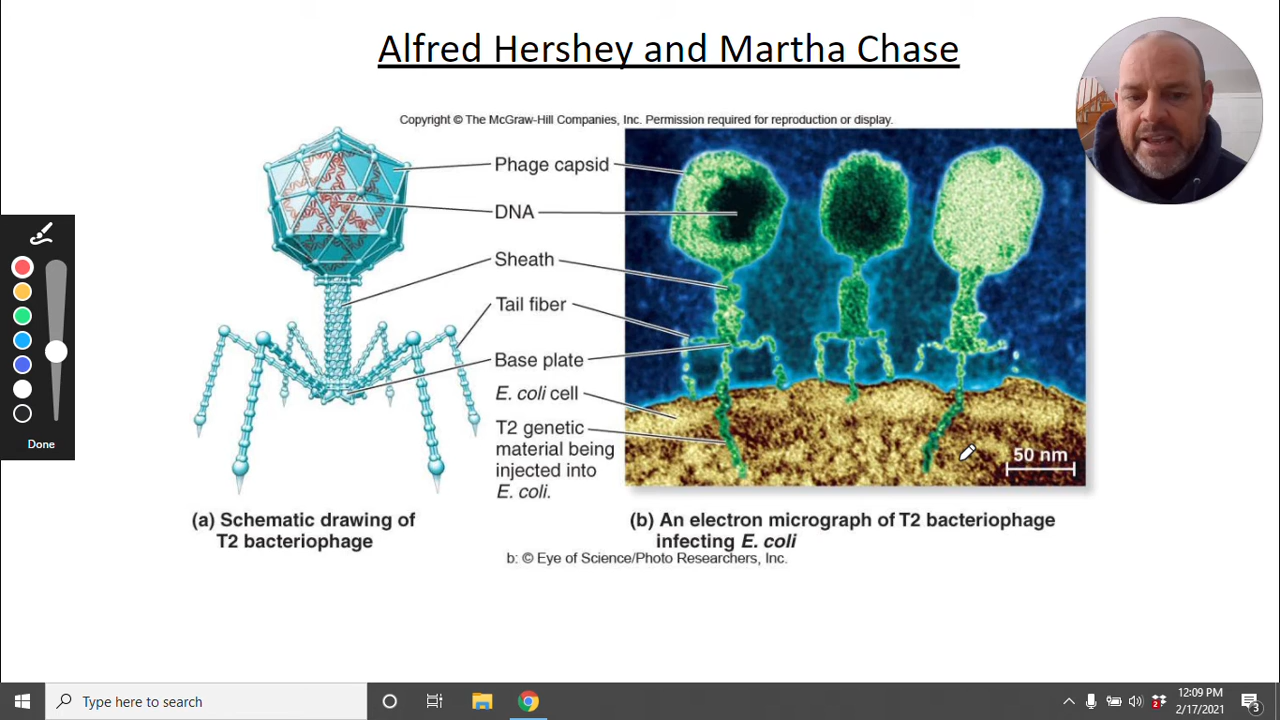 Alfred Hershey and Martha Chase
Copyright © The McGraw-Hill Companies, Inc. Permission required for reproduction or display.
Phage capsid
DNA
Sheath
Tail fiber
Base plate
E. coli cell
T2 genetic
material being
injected into
E. coli.
50 nm
(a) Schematic drawing of
T2 bacteriophage
(b) An electron micrograph of T2 bacteriophage
infecting E. coli
b: © Eye of Science/Photo Researchers, Inc.
Done
Type here to search
2
12:09 PM
2/17/2021
3